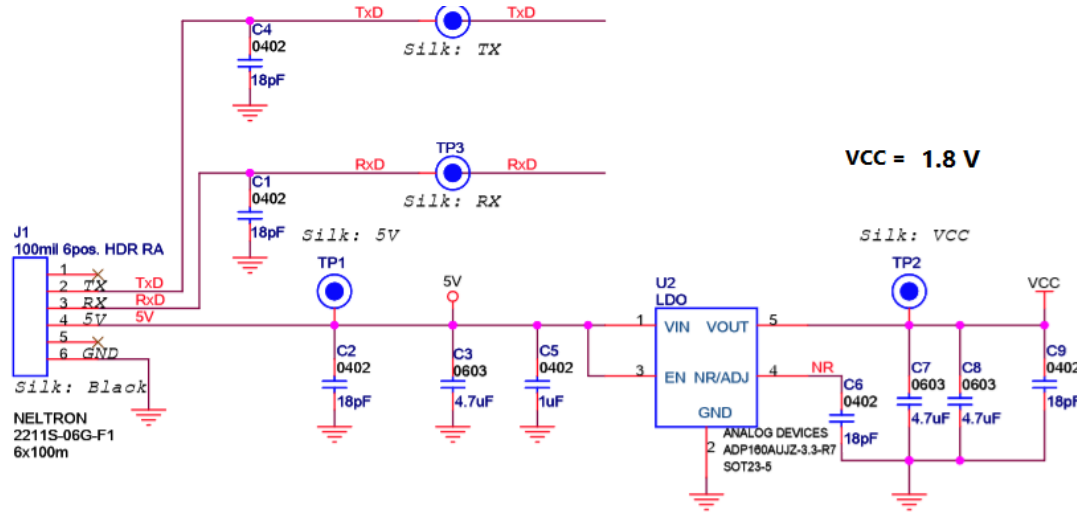 TxD
TxD
C4
0402
18pF
Silk: TX
RxD
TP3
RxD
C1
0402
18pF
Silk: RX
VCC = 1.8 V
J1
100mil 6pos. HDR RA
1
2 TX TxD
3 RX RxD
4 5V 5V
5
6 GND
Silk: Black
NELTRON
2211S-06G-F1
6x100m
Silk: 5V
TP1
5V
C2
0402
18pF
C3
0603
4.7uF
C5
0402
1uF
U2
LDO
1 VIN VOUT 5
3 EN NR/ADJ 4
GND
2
NR
ANALOG DEVICES
ADP160AUJZ-3.3-R7
SOT23-5
C6
0402
18pF
Silk: VCC
TP2
VCC
C7
0603
4.7uF
C8
0603
4.7uF
C9
0402
18pF